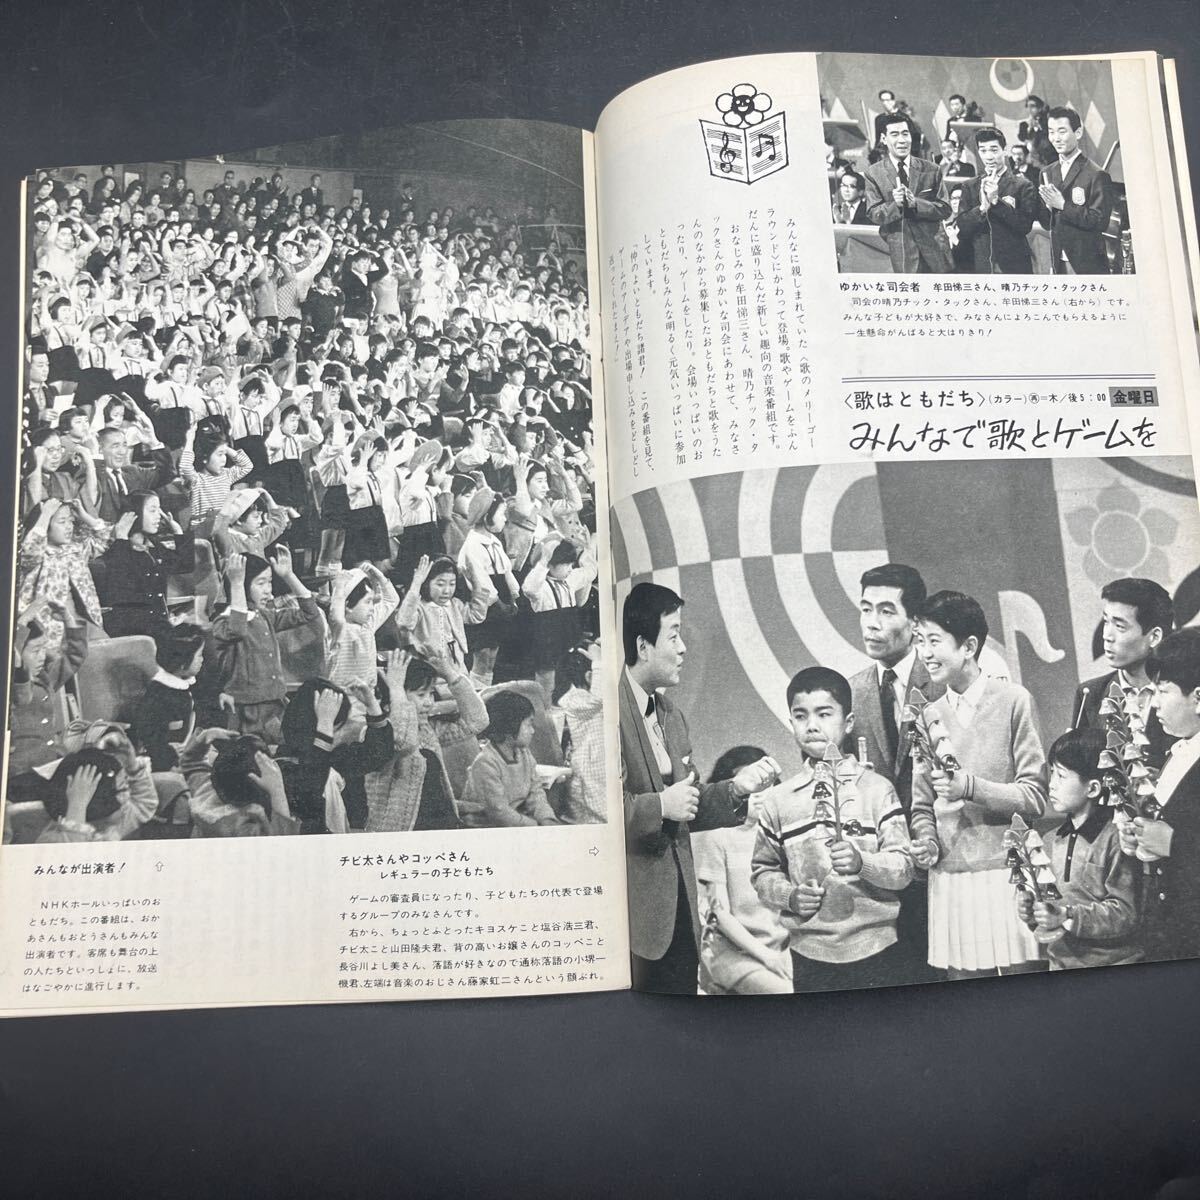 ゆかいな司会者 牟田悌三さん、晴乃チック・タックさん
司会の晴乃チック・タックさん、牟田悌三さん（右から）です。
みんな子どもが大好きで、みなさんによろこんでもらえるように
一生懸命がんばると大はりきり！
〈歌はともだち〉（カラー）㊥=木／後5：00 金曜日
みんなで歌とゲームを
みんなに親しまれていた〈歌のメリーゴー
ラウンド〉にかわって登場。歌やゲームをふん
だんに盛り込んだ新しい趣向の音楽番組です。
おなじみの牟田悌三さん、晴乃チック・タ
ックさんのゆかいな司会にあわせて、みなさ
んのなかから募集したおともだちと歌をうた
ったり、ゲームをしたり。会場いっぱいのお
ともだちもみんな明るく元気いっぱいに参加
しています。
「仲のよいともだち諸君！ この番組を見て、
ゲームのアイデアや出場申し込みをどしどし
送ってくれたまえ！」
みんなが出演者！ ⇧
NHKホールいっぱいのお
ともだち。この番組は、おか
あさんもおとうさんもみんな
出演者です。客席も舞台の上
の人たちといっしょに、放送
はなごやかに進行します。
チビ太さんやコッペさん ⇨
レギュラーの子どもたち
ゲームの審査員になったり、子どもたちの代表で登場
するグループのみなさんです。
右から、ちょっとふとったキヨスケこと塩谷浩三君、
チビ太こと山田隆夫君、背の高いお嬢さんのコッペこと
長谷川よし美さん、落語が好きなので通称落語の小堺一
機君、左端は音楽のおじさん藤家虹二さんという顔ぶれ。